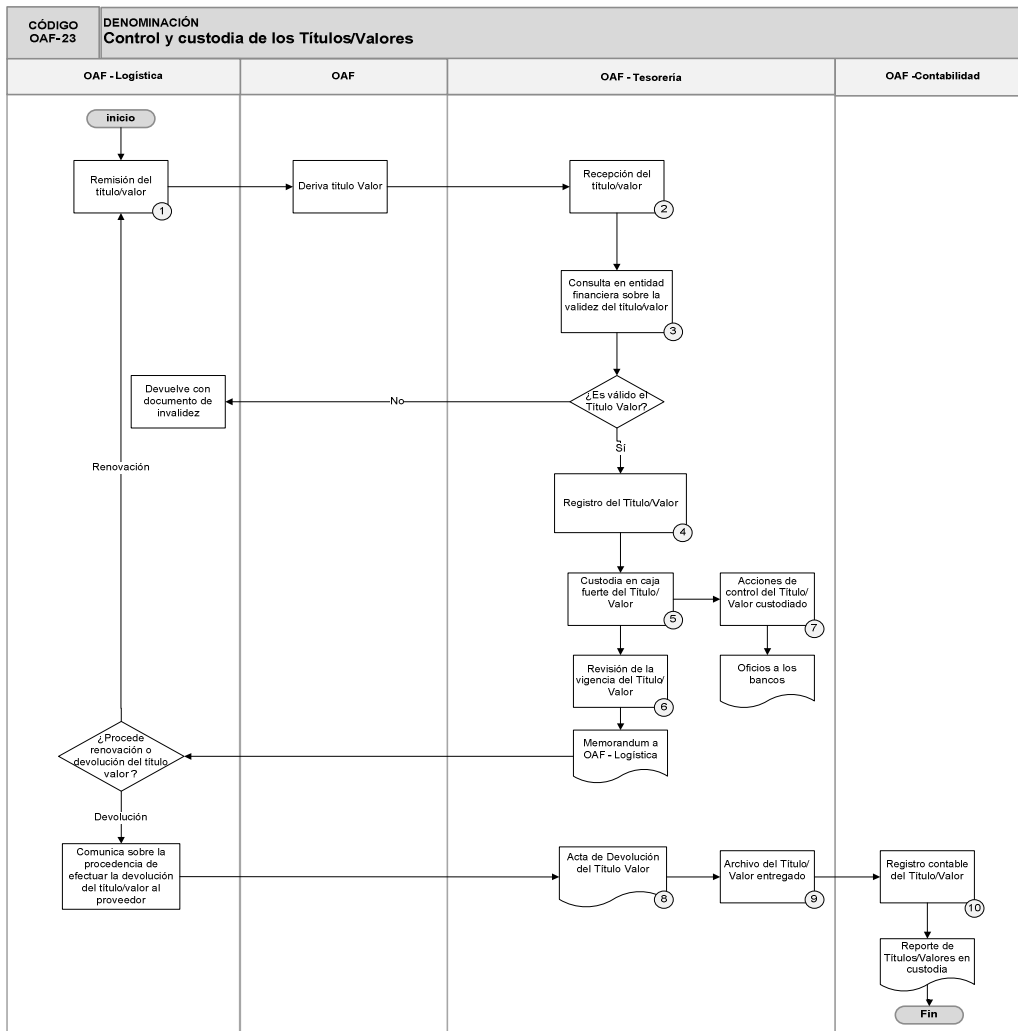 CÓDIGO
OAF-23
DENOMINACIÓN
Control y custodia de los Títulos/Valores
OAF - Logística
OAF
OAF - Tesoreria
OAF -Contabilidad
inicio
Remisión del
título/valor
1
Deriva titulo Valor
Recepción del
título/valor
2
Consulta en entidad
financiera sobre la
validez del título/valor
3
Devuelve con
documento de
invalidez
No
¿Es válido el
Título Valor?
Sí
Renovación
Registro del Título/Valor
4
Custodia en caja
fuerte del Título/
Valor
5
Acciones de
control del Título/
Valor custodiado
7
Revisión de la
vigencia del Título/
Valor
6
Oficios a los
bancos
¿Procede
renovación o
devolución del título
valor ?
Memorandum a
OAF - Logística
Devolución
Comunica sobre la
procedencia de
efectuar la devolución
del título/valor al
proveedor
Acta de Devolución
del Título Valor
8
Archivo del Título/
Valor entregado
9
Registro contable
del Título/Valor
10
Reporte de
Títulos/Valores en
custodia
Fin